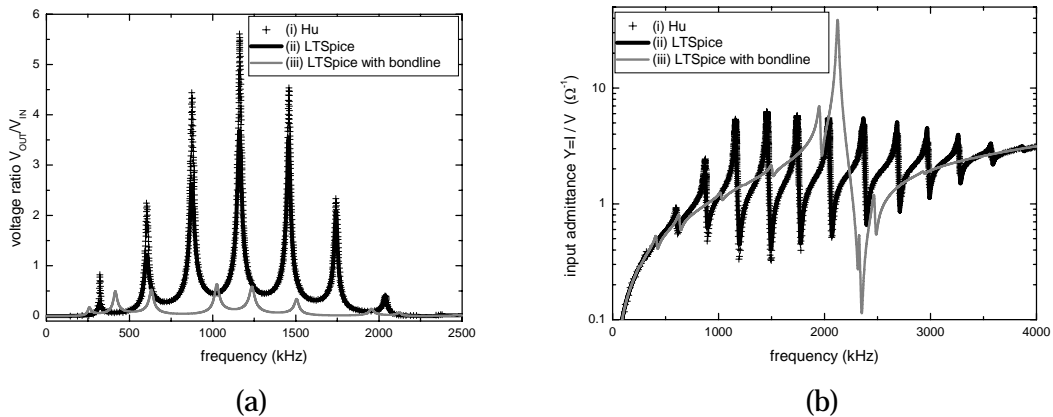 6
5
4
3
2
1
0
voltage ratio V_OUT/V_IN
(i) Hu
(ii) LTSpice
(iii) LTSpice with bondline
0 500 1000 1500 2000 2500
frequency (kHz)
(a)
10
1
0.1
input admittance Y=I / V (Ω⁻¹)
(i) Hu
(ii) LTSpice
(iii) LTSpice with bondline
0 1000 2000 3000 4000
frequency (kHz)
(b)